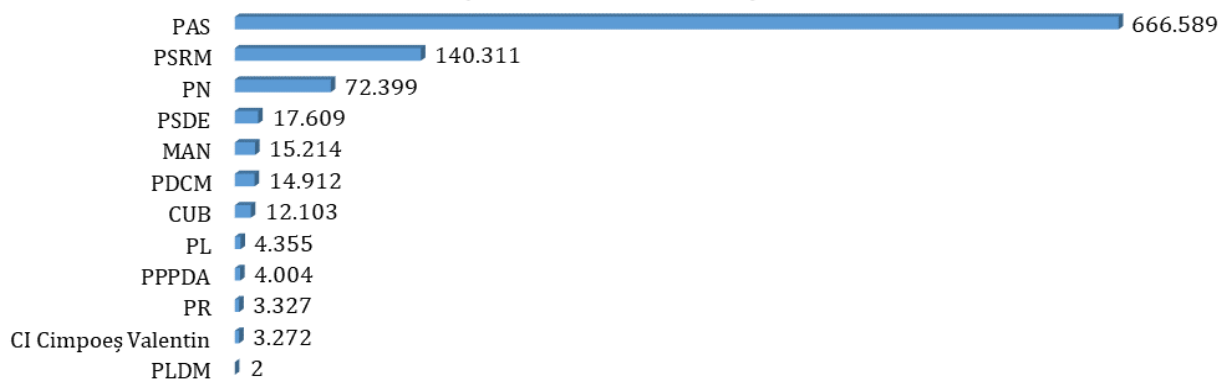 PAS 666.589
PSRM 140.311
PN 72.399
PSDE 17.609
MAN 15.214
PDCM 14.912
CUB 12.103
PL 4.355
PPPDA 4.004
PR 3.327
CI Cimpoeș Valentin 3.272
PLDM 2